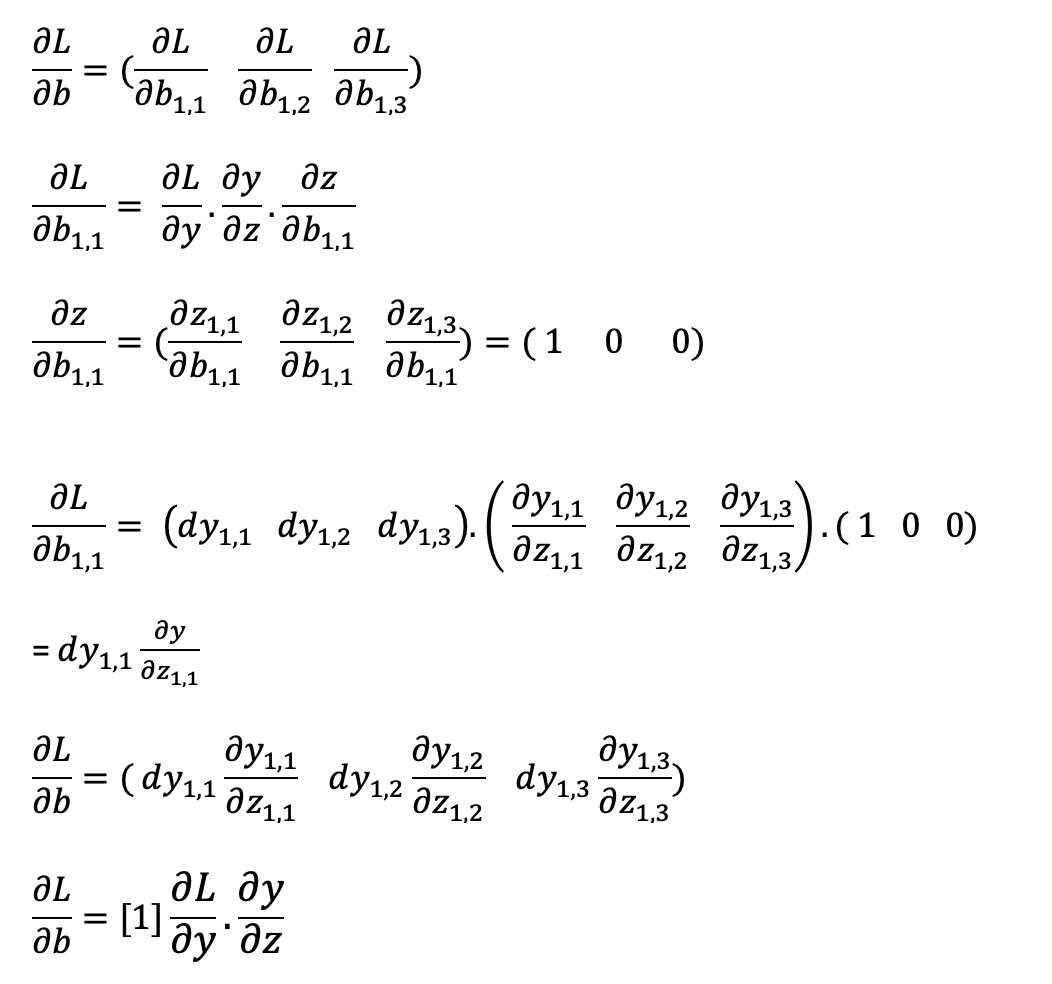 ∂L/∂b = (∂L/∂b₁,₁ ∂L/∂b₁,₂ ∂L/∂b₁,₃)
∂L/∂b₁,₁ = ∂L/∂y . ∂y/∂z . ∂z/∂b₁,₁
∂z/∂b₁,₁ = (∂z₁,₁/∂b₁,₁ ∂z₁,₂/∂b₁,₁ ∂z₁,₃/∂b₁,₁) = ( 1 0 0)
∂L/∂b₁,₁ = (dy₁,₁ dy₁,₂ dy₁,₃). (∂y₁,₁/∂z₁,₁ ∂y₁,₂/∂z₁,₂ ∂y₁,₃/∂z₁,₃) . ( 1 0 0)
= dy₁,₁ ∂y/∂z₁,₁
∂L/∂b = ( dy₁,₁ ∂y₁,₁/∂z₁,₁ dy₁,₂ ∂y₁,₂/∂z₁,₂ dy₁,₃ ∂y₁,₃/∂z₁,₃)
∂L/∂b = [1] ∂L/∂y . ∂y/∂z